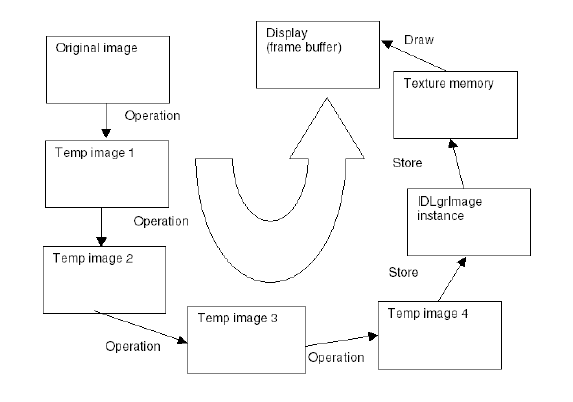 Original image
Operation
Temp image 1
Operation
Temp image 2
Operation
Temp image 3
Operation
Temp image 4
Store
IDLgrImage
instance
Store
Texture memory
Draw
Display
(frame buffer)